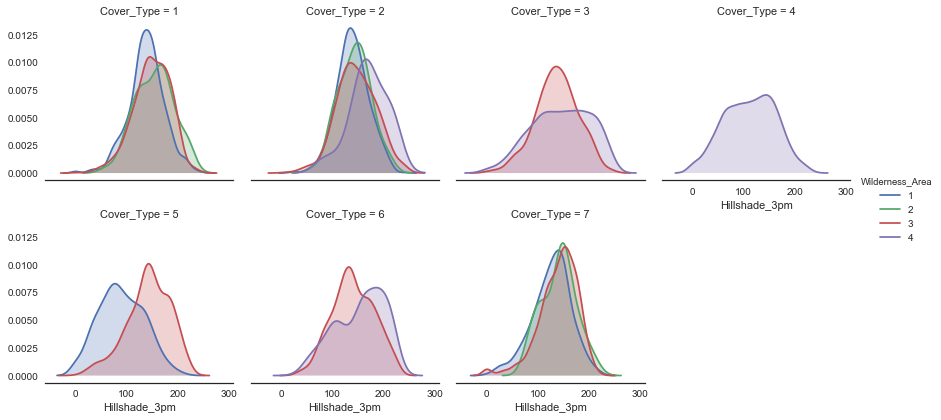 Cover_Type = 1
Cover_Type = 2
Cover_Type = 3
Cover_Type = 4
0.0125
0.0100
0.0075
0.0050
0.0025
0.0000
0 100 200 300
Hillshade_3pm
Wilderness_Area
1
2
3
4
Cover_Type = 5
Cover_Type = 6
Cover_Type = 7
0.0125
0.0100
0.0075
0.0050
0.0025
0.0000
0 100 200 300
0 100 200 300
0 100 200 300
Hillshade_3pm
Hillshade_3pm
Hillshade_3pm